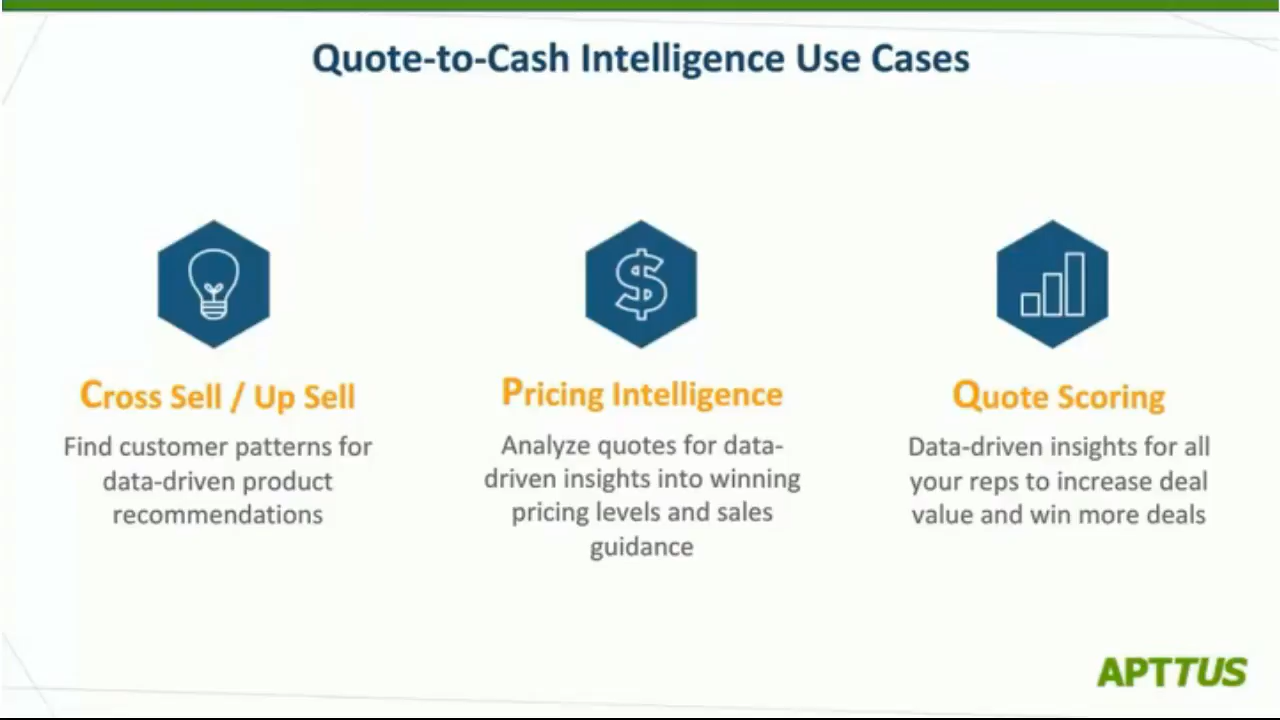 Quote-to-Cash Intelligence Use Cases
Cross Sell / Up Sell
Find customer patterns for
data-driven product
recommendations
Pricing Intelligence
Analyze quotes for data-
driven insights into winning
pricing levels and sales
guidance
Quote Scoring
Data-driven insights for all
your reps to increase deal
value and win more deals
APTTUS